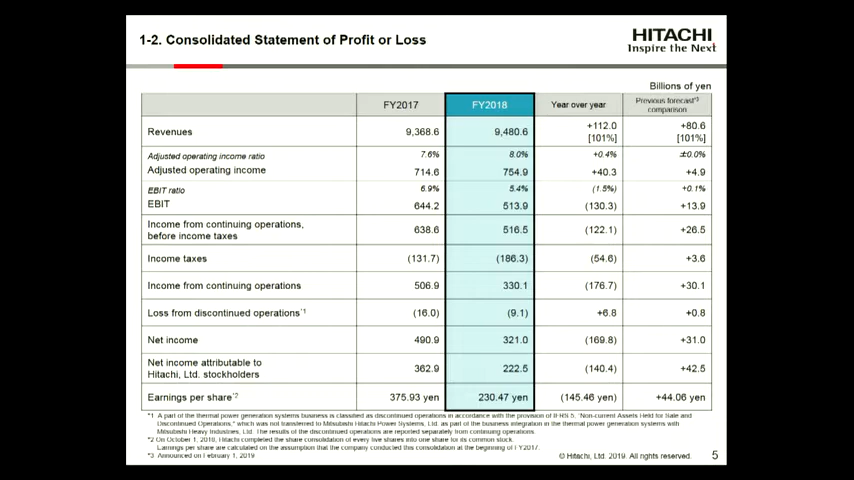 1-2. Consolidated Statement of Profit or Loss
HITACHI
Inspire the Next
Billions of yen
FY2017 FY2018 Year over year Previous forecast*3 comparison
Revenues 9,368.6 9,480.6 +112.0 [101%] +80.6 [101%]
Adjusted operating income ratio 7.6% 8.0% +0.4% ±0.0%
Adjusted operating income 714.6 754.9 +40.3 +4.9
EBIT ratio 6.9% 5.4% (1.5%) +0.1%
EBIT 644.2 513.9 (130.3) +13.9
Income from continuing operations,
before income taxes 638.6 516.5 (122.1) +26.5
Income taxes (131.7) (186.3) (54.6) +3.6
Income from continuing operations 506.9 330.1 (176.7) +30.1
Loss from discontinued operations*1 (16.0) (9.1) +6.8 +0.8
Net income 490.9 321.0 (169.8) +31.0
Net income attributable to
Hitachi, Ltd. stockholders 362.9 222.5 (140.4) +42.5
Earnings per share*2 375.93 yen 230.47 yen (145.46) yen +44.06 yen
*1 A part of the thermal power generation systems business is classified as discontinued operations in accordance with the provision of IFRS 5, "Non-current Assets Held for Sale and
Discontinued Operations," which was not transferred to Mitsubishi Hitachi Power Systems, Ltd. as part of the business integration in the thermal power generation systems with
Mitsubishi Heavy Industries, Ltd. The results of the discontinued operations are reported separately from continuing operations.
*2 On October 1, 2018, Hitachi completed the share consolidation of every five shares into one share for its common stock.
Earnings per share are calculated on the assumption that the company conducted this consolidation at the beginning of FY2017.
*3 Announced on February 1, 2019
© Hitachi, Ltd. 2019. All rights reserved. 5